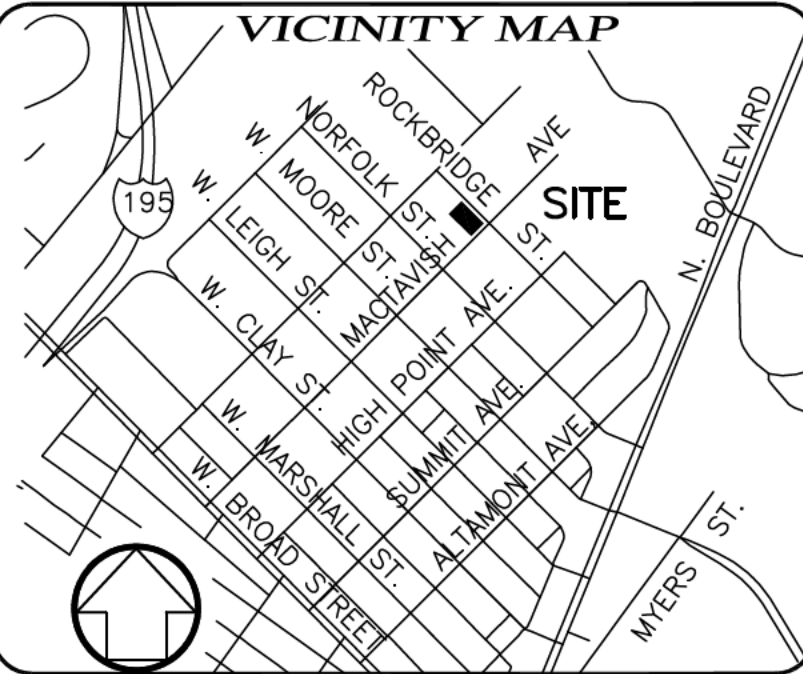 VICINITY MAP
ROCKBRIDGE ST.
W. NORFOLK ST.
W. MOORE ST.
W. LEIGH ST.
W. CLAY ST.
W. MARSHALL ST.
W. BROAD STREET
MACTAVISH AVE
HIGH POINT AVE.
SUMMIT AVE.
ALTAMONT AVE.
N. BOULEVARD
MYERS ST.
SITE
195